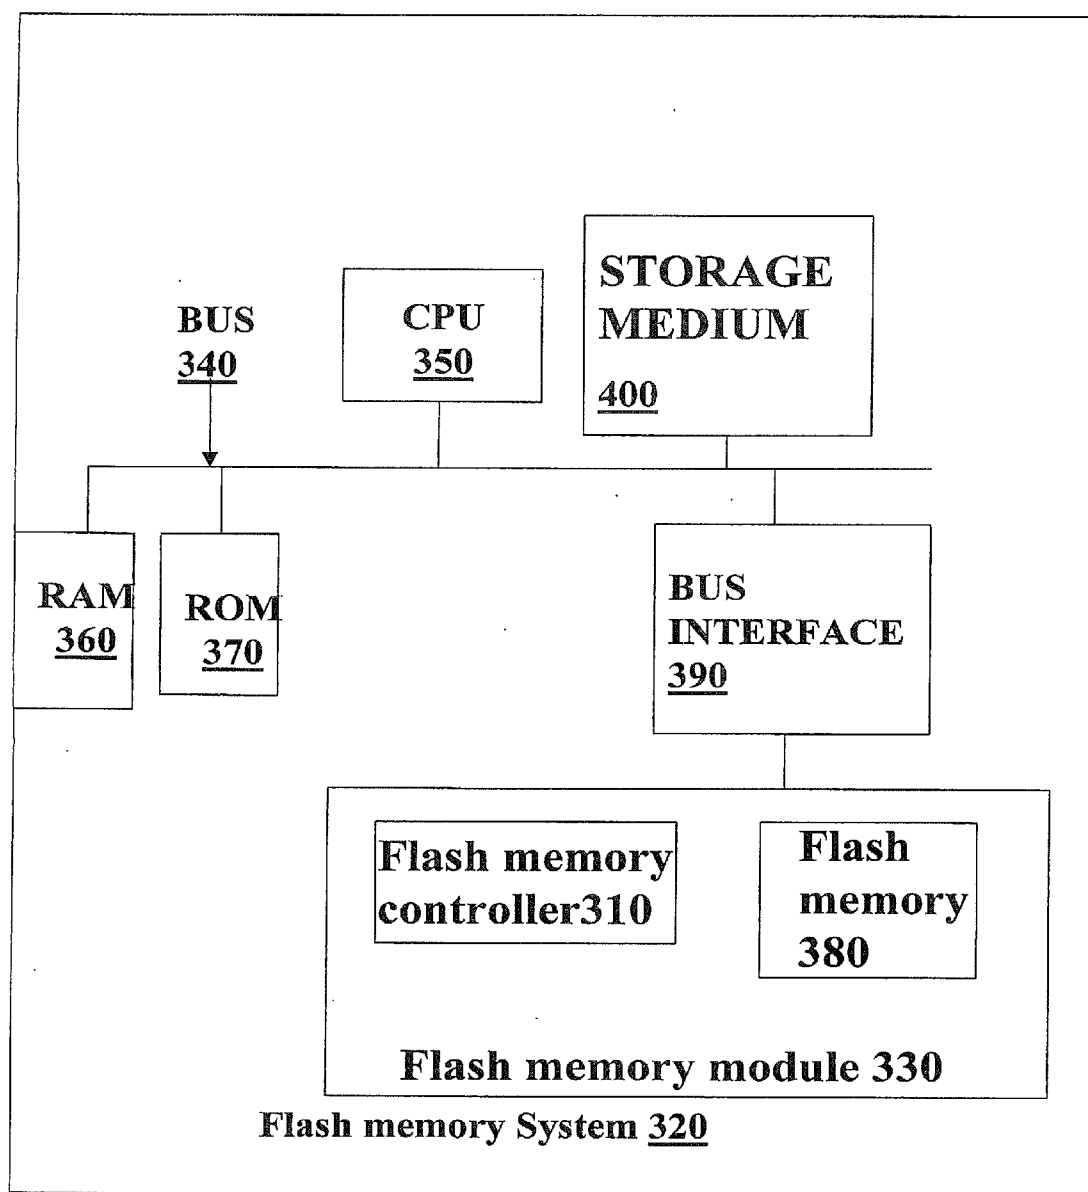 STORAGE
MEDIUM
400
BUS
340
CPU
350
RAM
360
ROM
370
BUS
INTERFACE
390
Flash memory
controller310
Flash
memory
380
Flash memory module 330
Flash memory System 320